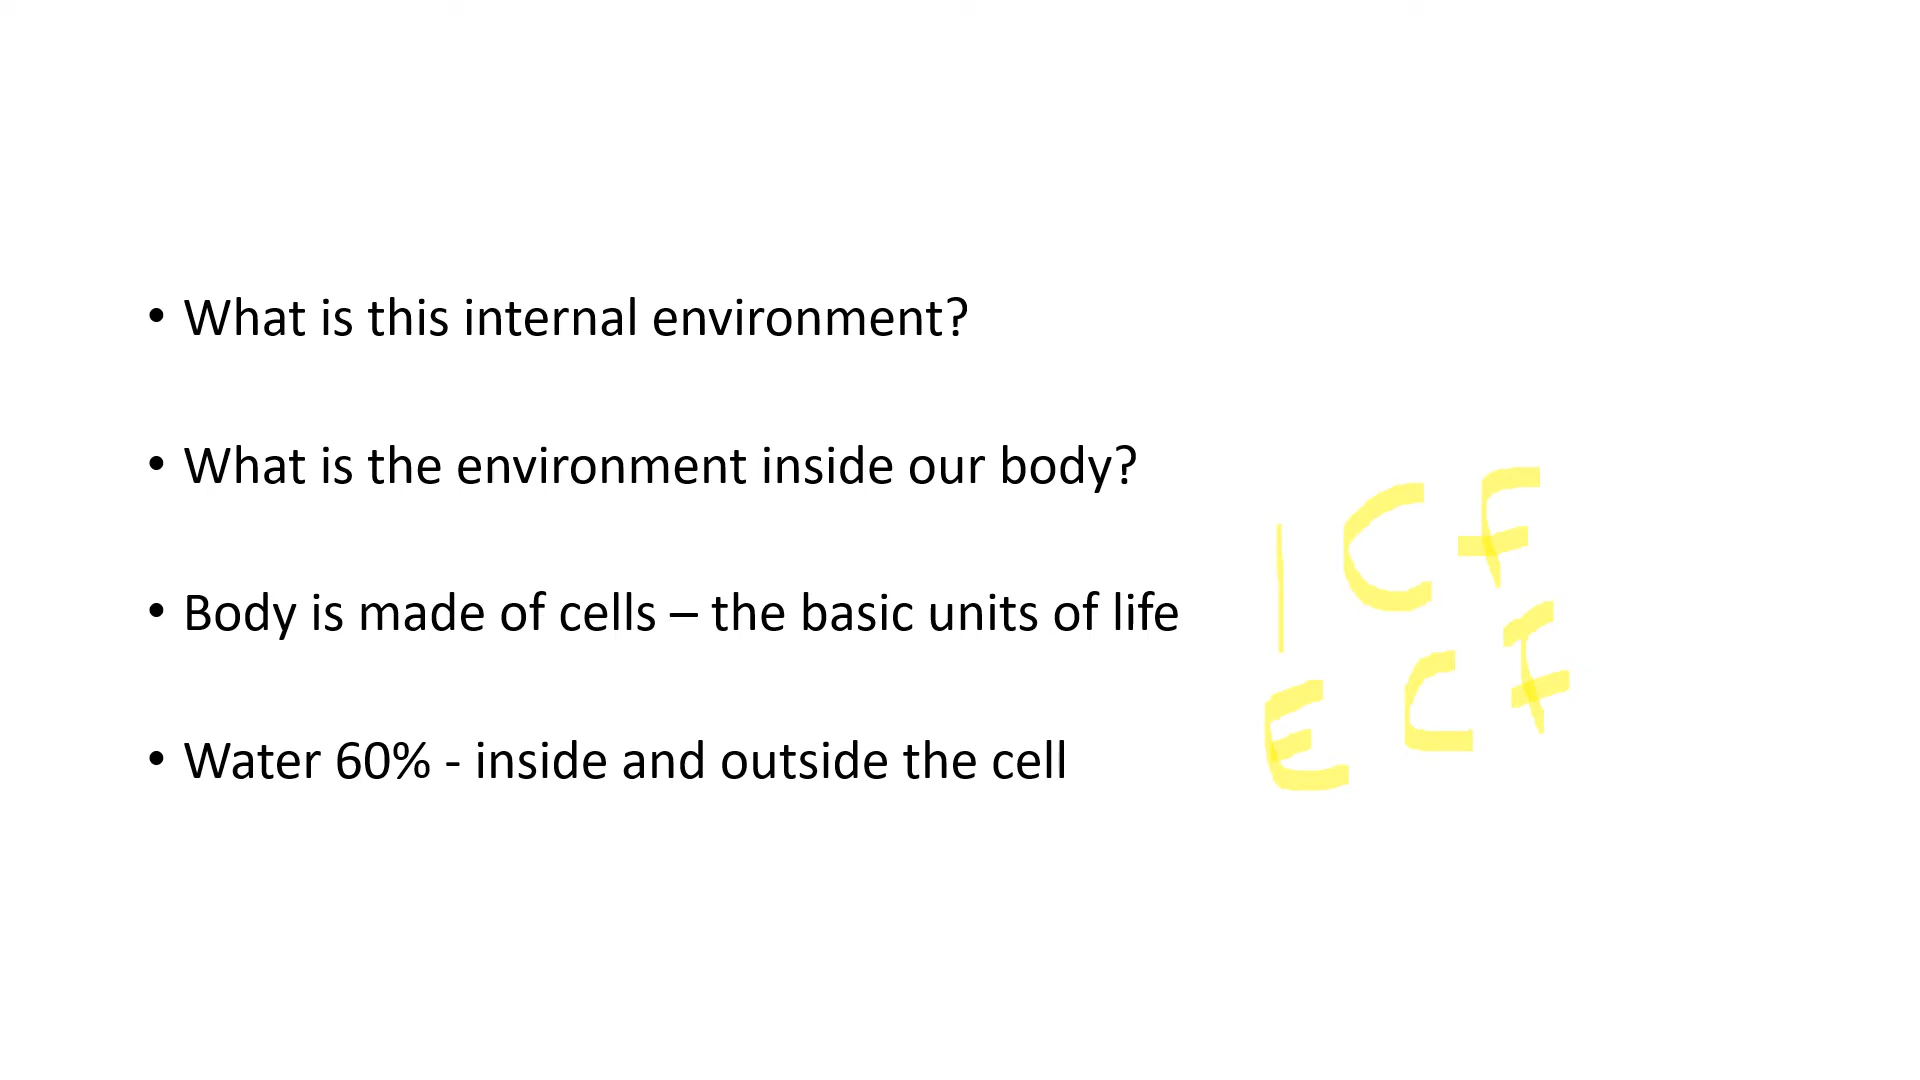 • What is this internal environment?
• What is the environment inside our body?
• Body is made of cells – the basic units of life
• Water 60% - inside and outside the cell
ICF
ECF